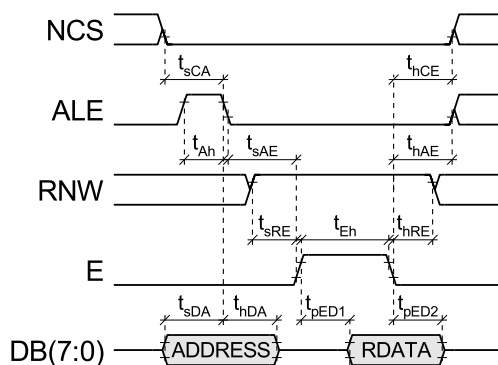 NCS
t_sCA t_hCE
ALE
t_Ah t_sAE t_hAE
RNW
t_sRE t_Eh t_hRE
E
t_sDA t_hDA t_pED1 t_pED2
DB(7:0) ADDRESS RDATA